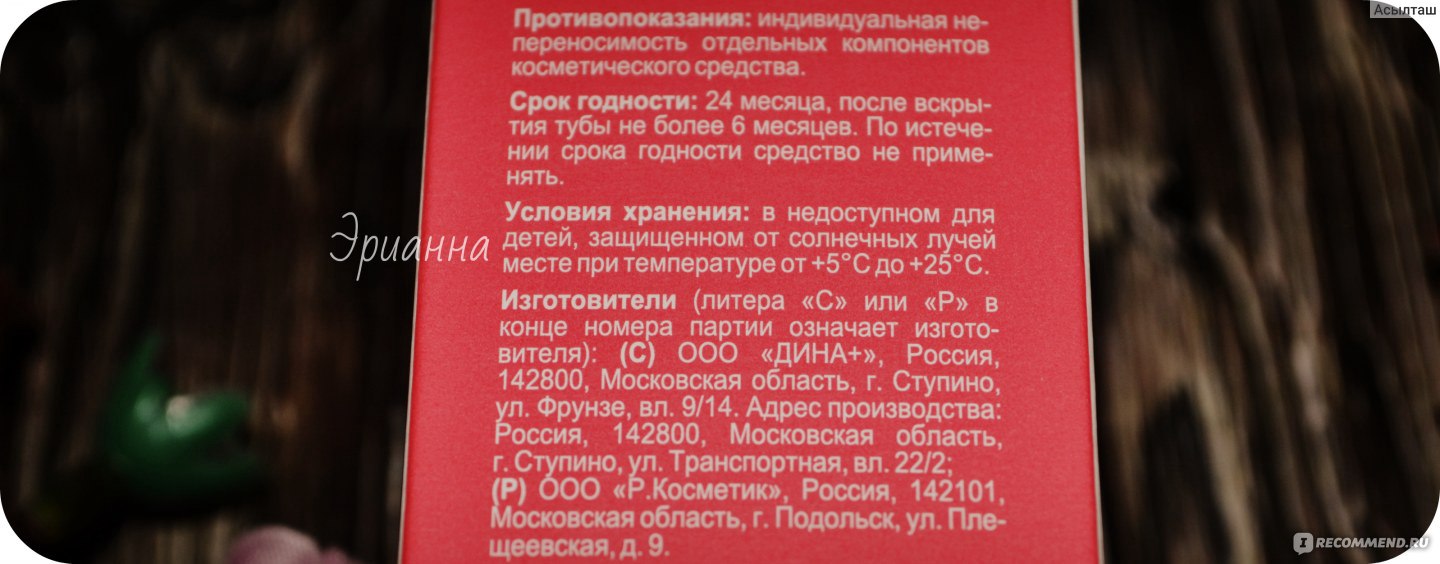 Асылташ
Противопоказания: индивидуальная не-
переносимость отдельных компонентов
косметического средства.
Срок годности: 24 месяца, после вскры-
тия тубы не более 6 месяцев. По истече-
нии срока годности средство не приме-
нять.
Условия хранения: в недоступном для
детей, защищенном от солнечных лучей
месте при температуре от +5°С до +25°С.
Эрианна
Изготовители (литера «С» или «Р» в
конце номера партии означает изгото-
вителя): (С) ООО «ДИНА+», Россия,
142800, Московская область, г. Ступино,
ул. Фрунзе, вл. 9/14. Адрес производства:
Россия, 142800, Московская область,
г. Ступино, ул. Транспортная, вл. 22/2;
(Р) ООО «Р.Косметик», Россия, 142101,
Московская область, г. Подольск, ул. Пле-
щеевская, д. 9.
IRECOMMEND.RU